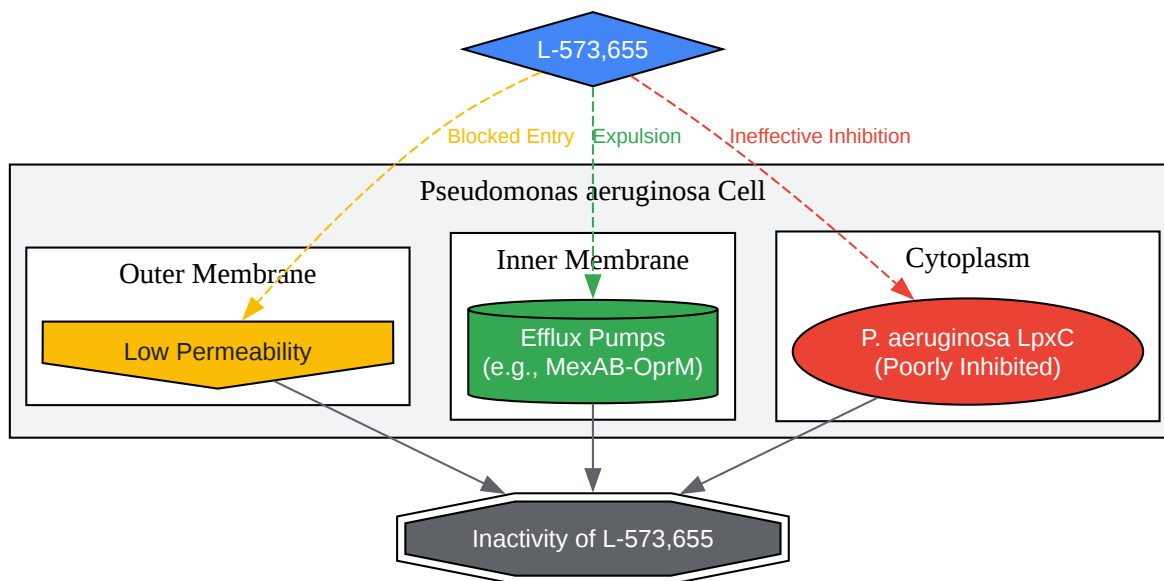 L-573,655
Blocked Entry
Expulsion
Ineffective Inhibition
Pseudomonas aeruginosa Cell
Outer Membrane
Inner Membrane
Cytoplasm
Low Permeability
Efflux Pumps
(e.g., MexAB-OprM)
P. aeruginosa LpxC
(Poorly Inhibited)
Inactivity of L-573,655